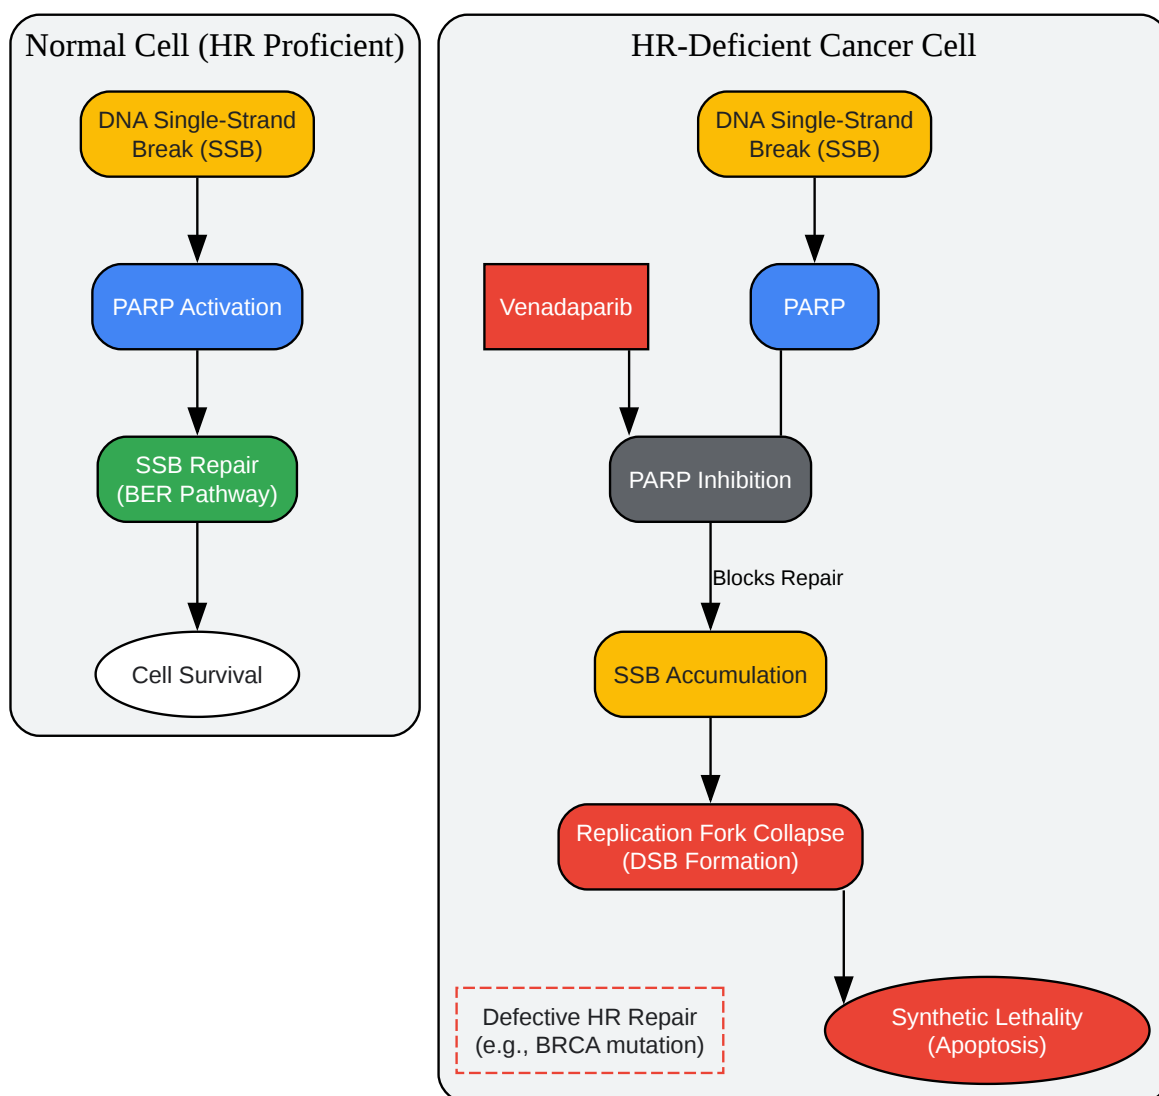 Normal Cell (HR Proficient)
DNA Single-Strand
Break (SSB)
PARP Activation
SSB Repair
(BER Pathway)
Cell Survival
HR-Deficient Cancer Cell
DNA Single-Strand
Break (SSB)
Venadaparib
PARP
PARP Inhibition
Blocks Repair
SSB Accumulation
Replication Fork Collapse
(DSB Formation)
Defective HR Repair
(e.g., BRCA mutation)
Synthetic Lethality
(Apoptosis)